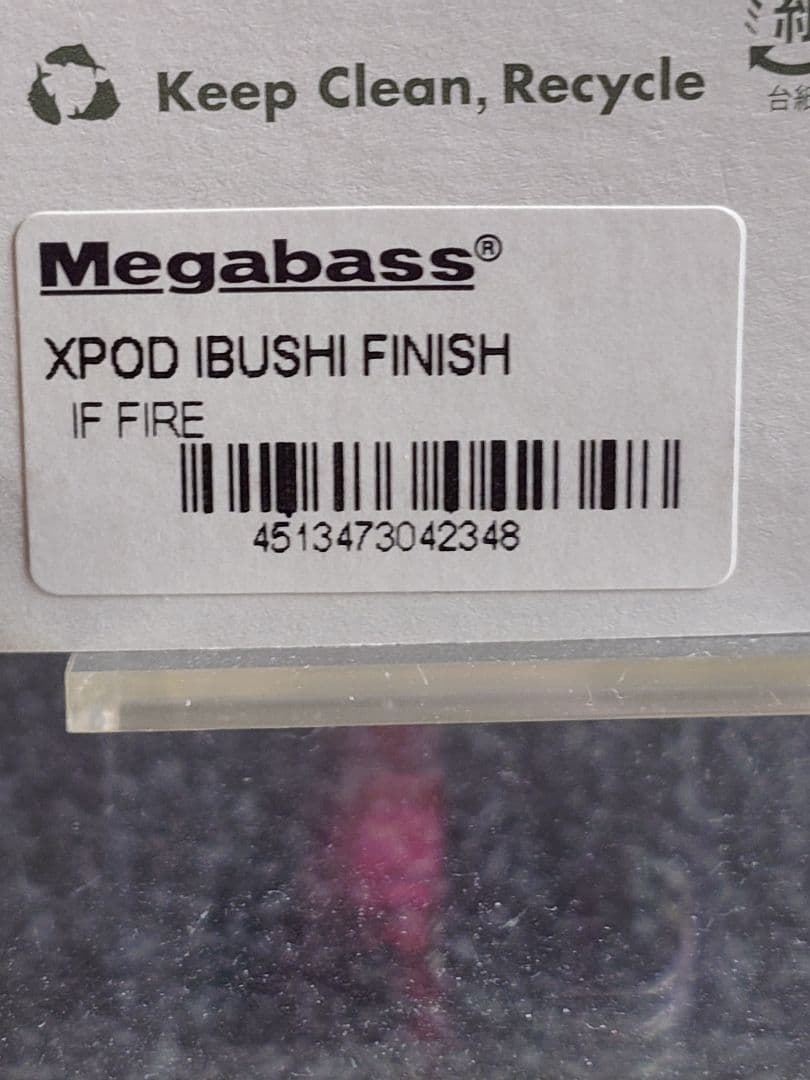 Keep Clean, Recycle
Megabass®
XPOD IBUSHI FINISH
IF FIRE
4513473042348